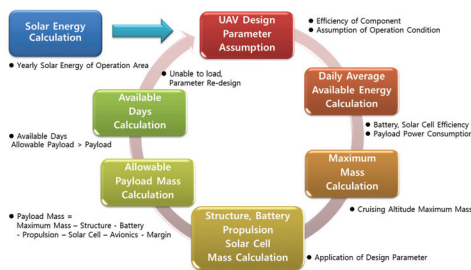 Solar Energy
Calculation
UAV Design
Parameter
Assumption
• Efficiency of Component
• Assumption of Operation Condition
• Yearly Solar Energy of Operation Area
• Unable to load,
Parameter Re-design
Daily Average
Available Energy
Calculation
Available
Days
Calculation
• Battery, Solar Cell Efficiency
• Payload Power Consumption
• Available Days
Allowable Payload > Payload
Maximum
Mass
Calculation
Allowable
Payload Mass
Calculation
• Cruising Altitude Maximum Mass
• Payload Mass =
Maximum Mass – Structure - Battery
- Propulsion – Solar Cell – Avionics - Margin
Structure, Battery
Propulsion
Solar Cell
Mass Calculation
• Application of Design Parameter